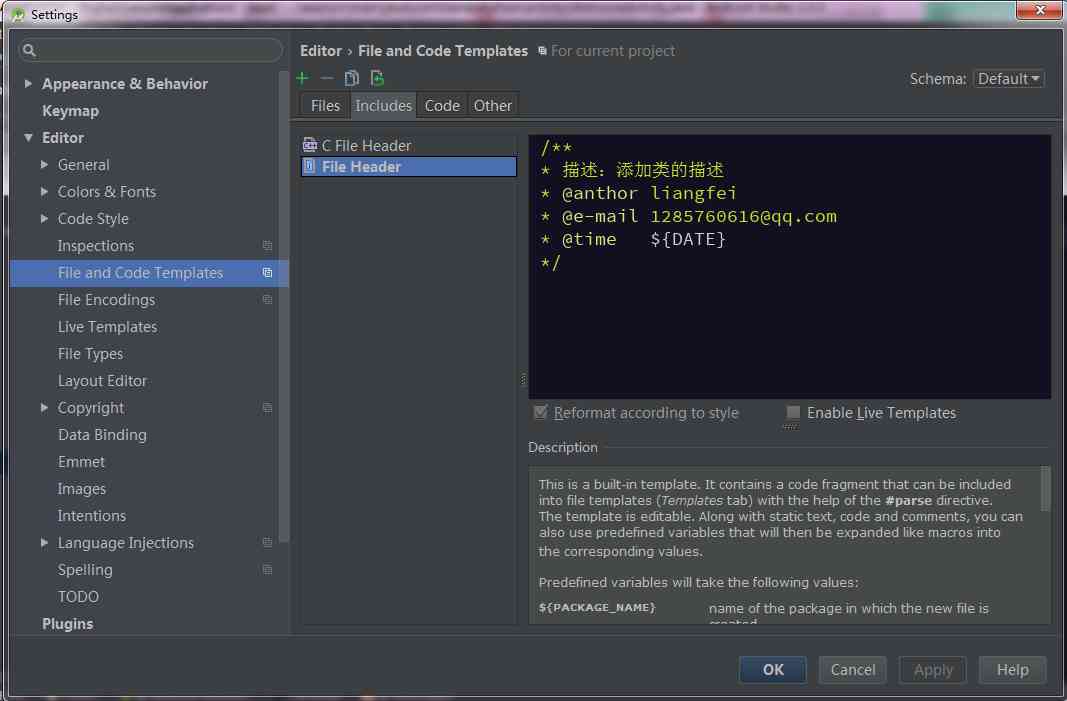 Settings
Editor › File and Code Templates For current project
Schema: Default
Appearance & Behavior
Keymap
Editor
General
Colors & Fonts
Code Style
Inspections
File and Code Templates
File Encodings
Live Templates
File Types
Layout Editor
Copyright
Data Binding
Emmet
Images
Intentions
Language Injections
Spelling
TODO
Plugins
Files Includes Code Other
C File Header
File Header
/**
* 描述：添加类的描述
* @anthor liangfei
* @e-mail 1285760616@qq.com
* @time ${DATE}
*/
Reformat according to style Enable Live Templates
Description
This is a built-in template. It contains a code fragment that can be included
into file templates (Templates tab) with the help of the #parse directive.
The template is editable. Along with static text, code and comments, you can
also use predefined variables that will then be expanded like macros into
the corresponding values.
Predefined variables will take the following values:
${PACKAGE_NAME} name of the package in which the new file is
created
OK Cancel Apply Help